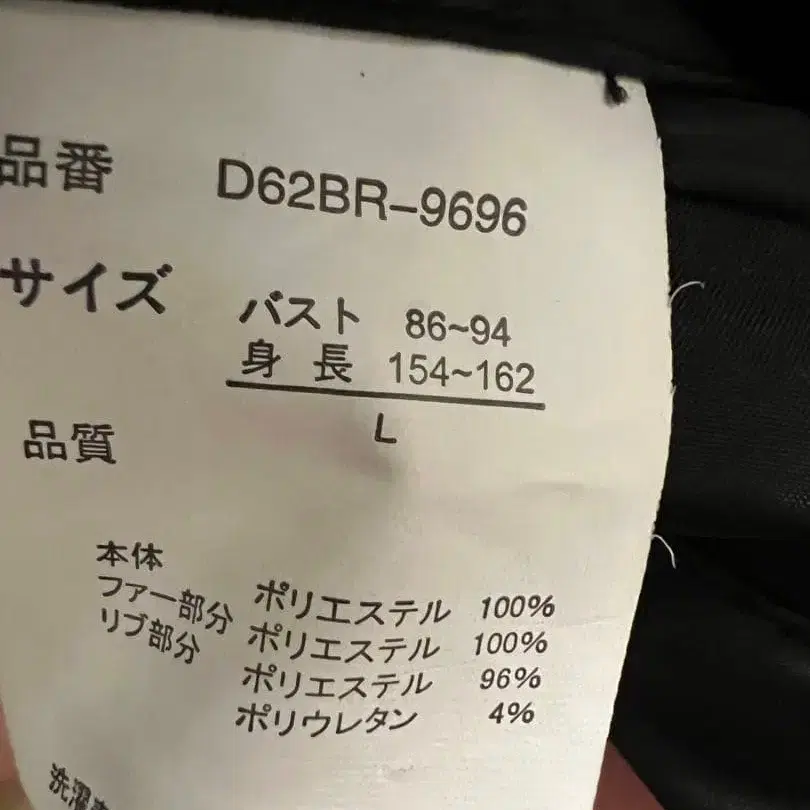 品番 D62BR-9696
サイズ バスト 86~94
身長 154~162
L
品質
本体 ポリエステル 100%
ファー部分 ポリエステル 100%
リブ部分 ポリエステル 96%
ポリウレタン 4%
洗濯